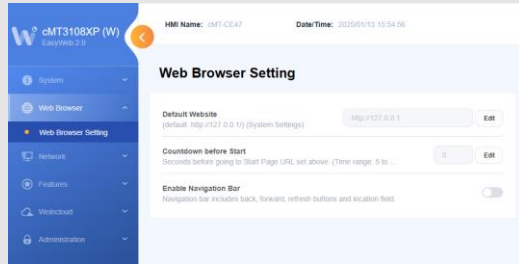 cMT3108XP (W)
EasyWeb 2.0
HMI Name: cMT-CE47 Date/Time: 2025/01/13 15:54:56
System
Web Browser
Web Browser Setting
Network
Features
Weincloud
Administration
Web Browser Setting
Default Website
(default: http://127.0.0.1/) (System Settings)
http://127.0.0.1
Edit
Countdown before Start
Seconds before going to Start Page URL set above. (Time range: 5 to ...
Edit
Enable Navigation Bar
Navigation bar includes back, forward, refresh buttons and location field.